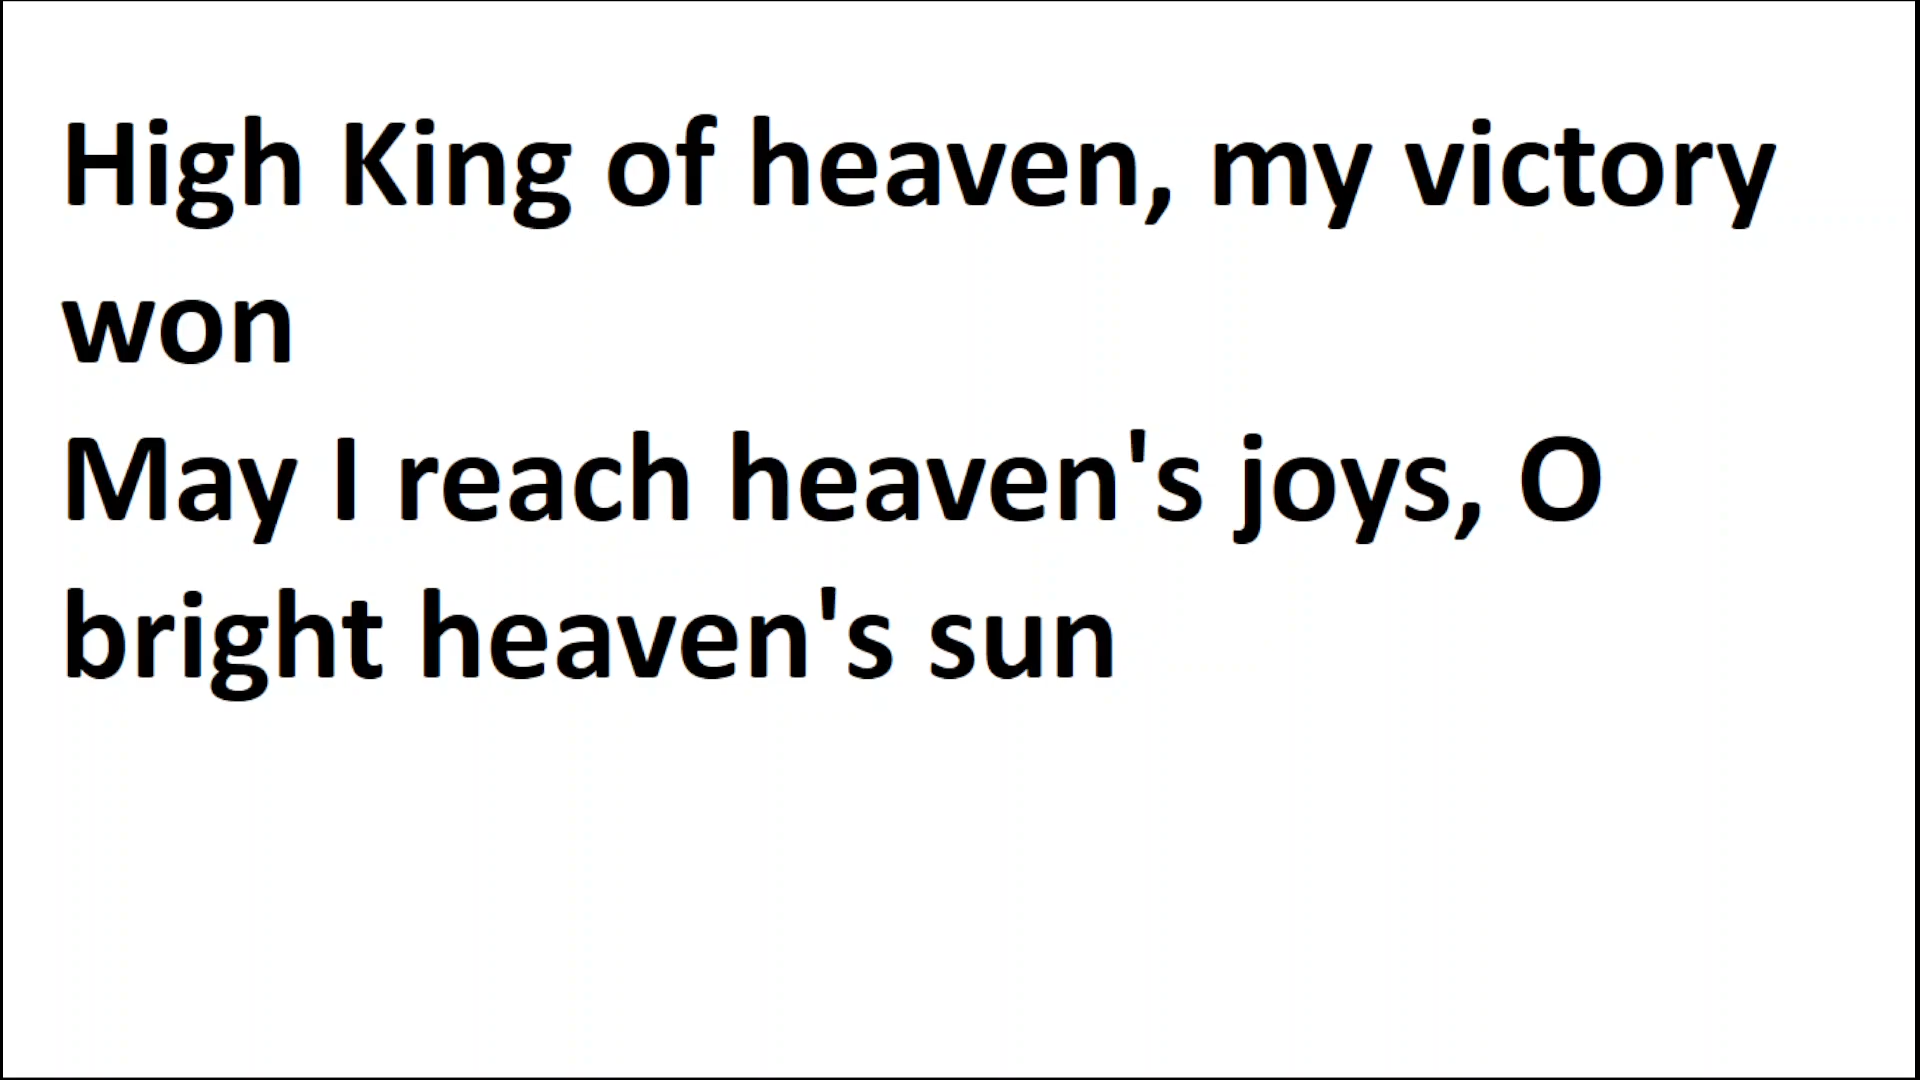 High King of heaven, my victory
won
May I reach heaven's joys, O
bright heaven's sun